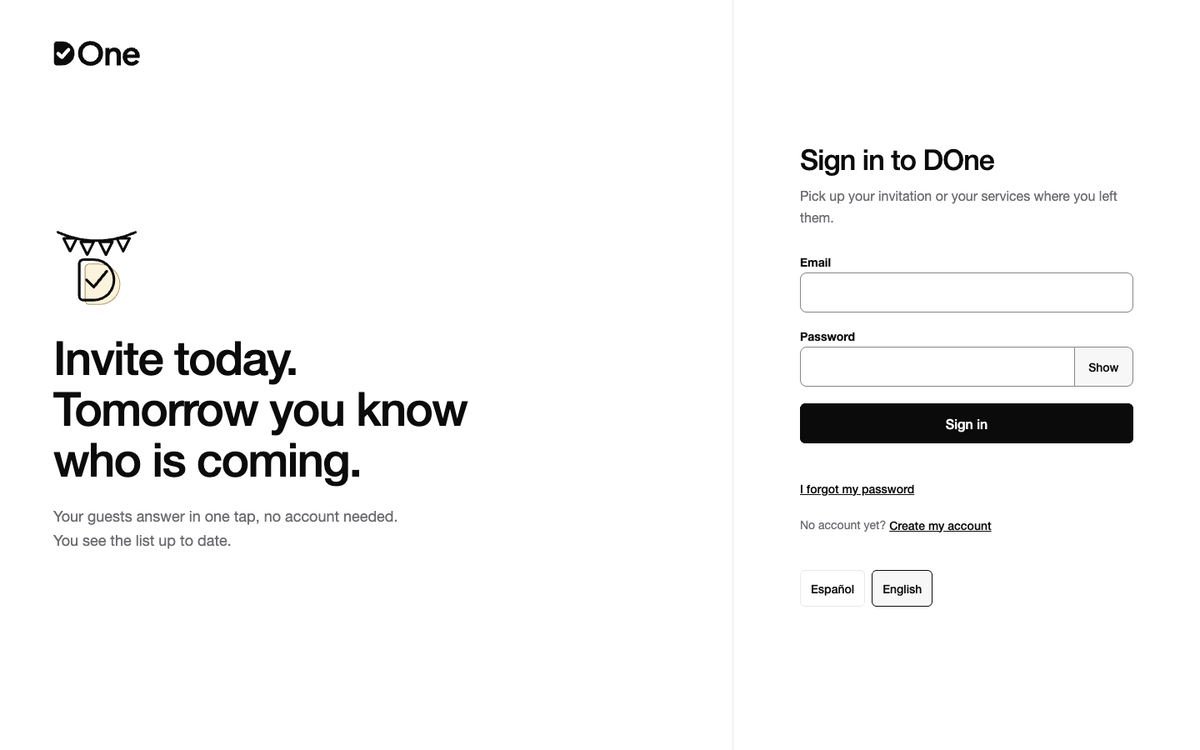 DOne
Invite today.
Tomorrow you know
who is coming.
Your guests answer in one tap, no account needed.
You see the list up to date.
Sign in to DOne
Pick up your invitation or your services where you left
them.
Email
Password
Show
Sign in
I forgot my password
No account yet? Create my account
Español English